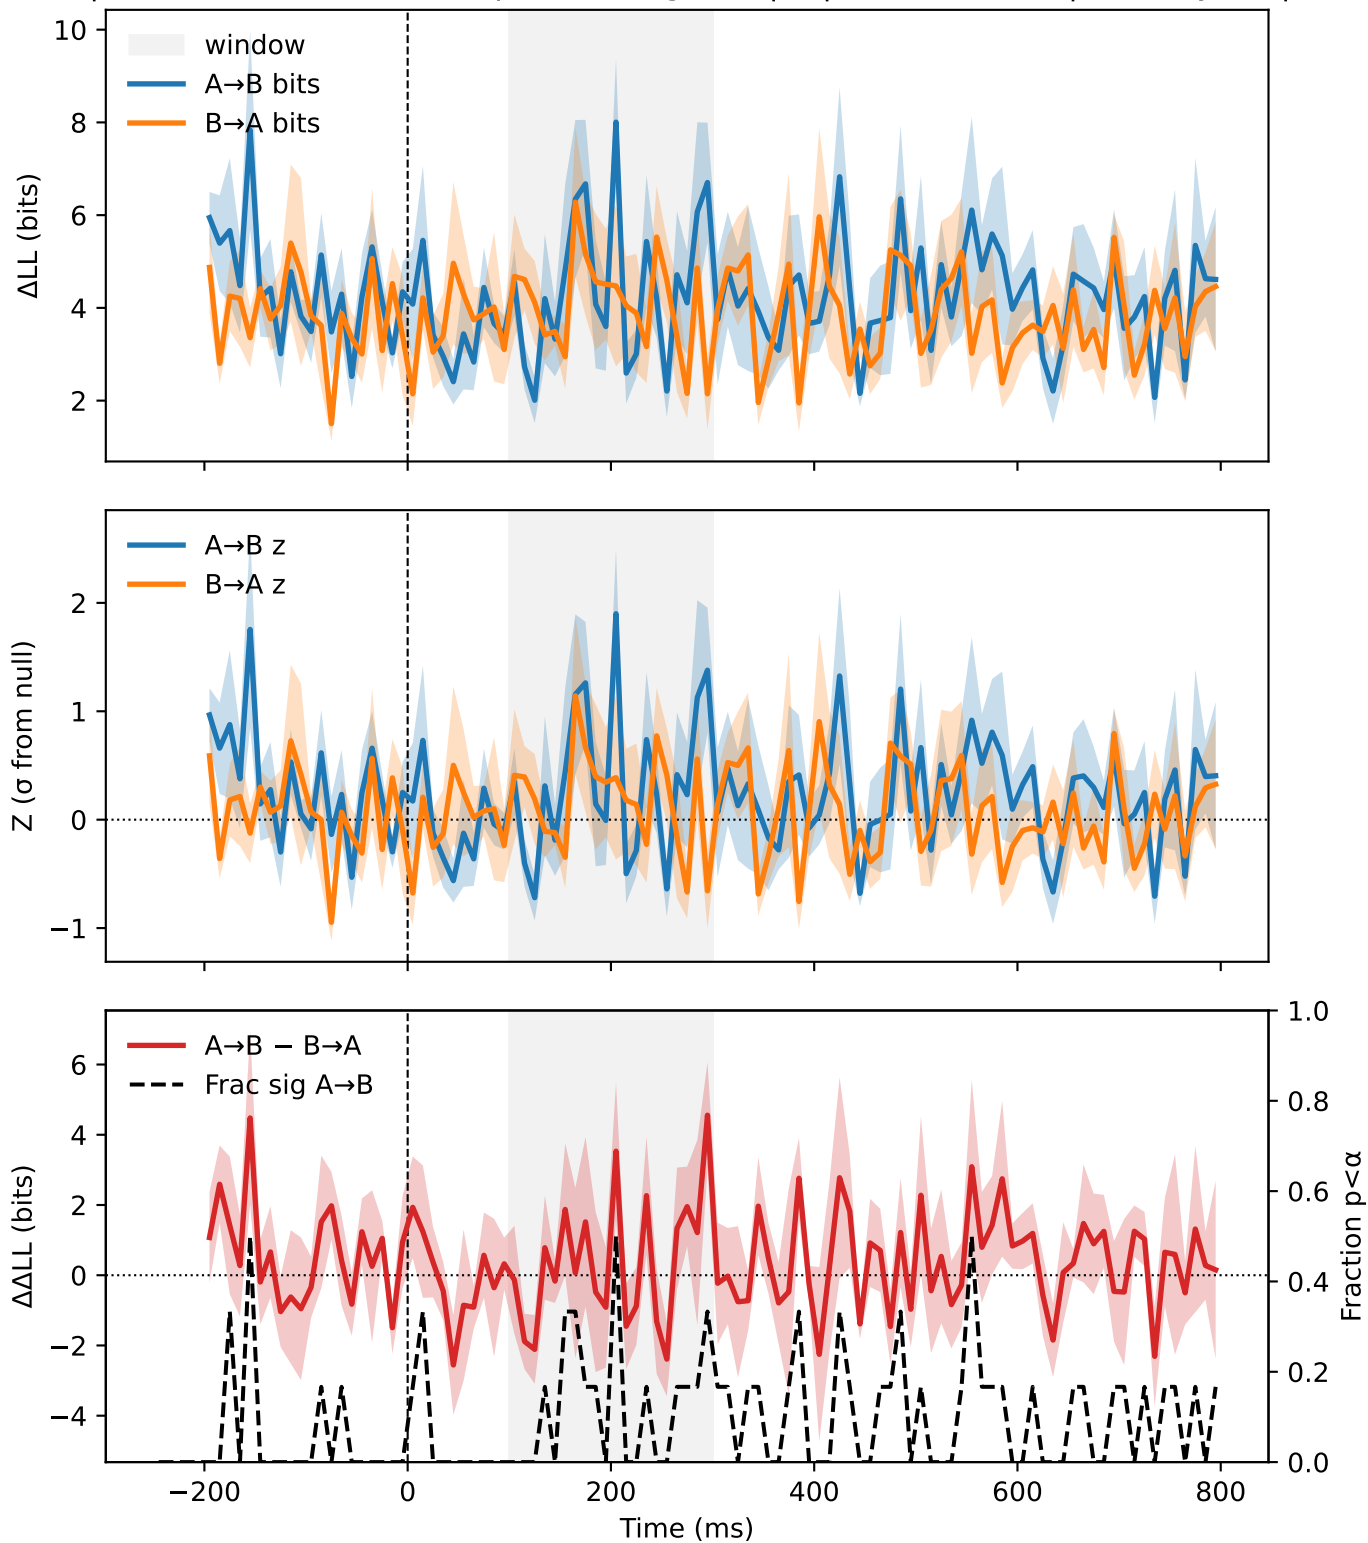 10
8
6
4
2
ΔLL (bits)
window
A→B bits
B→A bits
2
1
0
−1
Z (σ from null)
A→B z
B→A z
6
4
2
0
−2
−4
ΔΔLL (bits)
A→B − B→A
Frac sig A→B
1.0
0.8
0.6
0.4
0.2
0.0
Fraction p<α
−200
0
200
400
600
800
Time (ms)